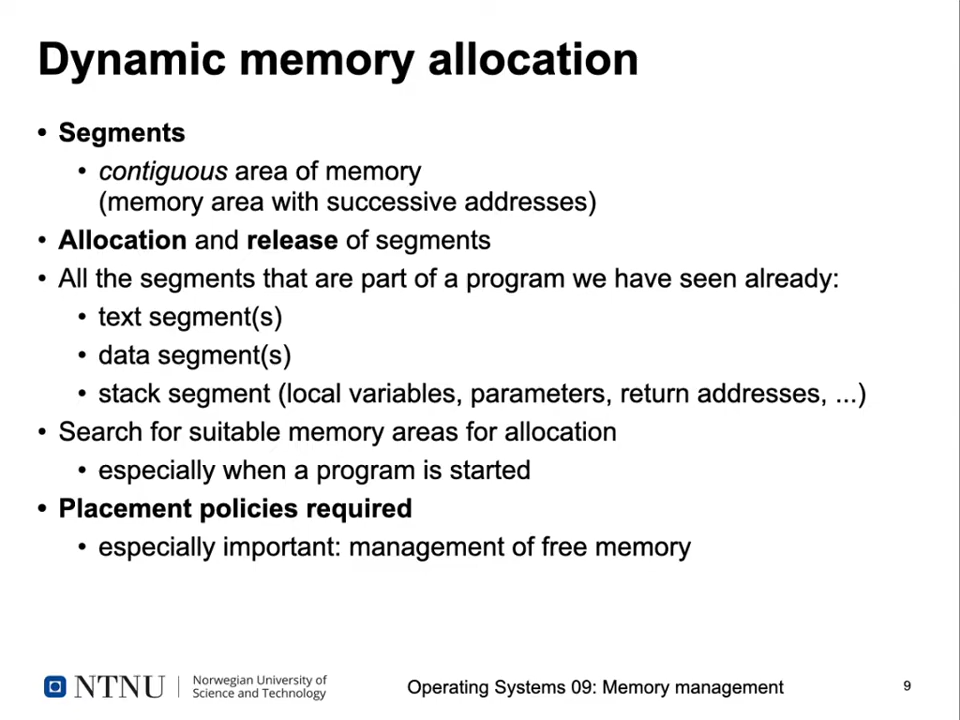 Dynamic memory allocation
• Segments
• contiguous area of memory
(memory area with successive addresses)
• Allocation and release of segments
• All the segments that are part of a program we have seen already:
• text segment(s)
• data segment(s)
• stack segment (local variables, parameters, return addresses, ...)
• Search for suitable memory areas for allocation
• especially when a program is started
• Placement policies required
• especially important: management of free memory
NTNU
Norwegian University of
Science and Technology
Operating Systems 09: Memory management
9